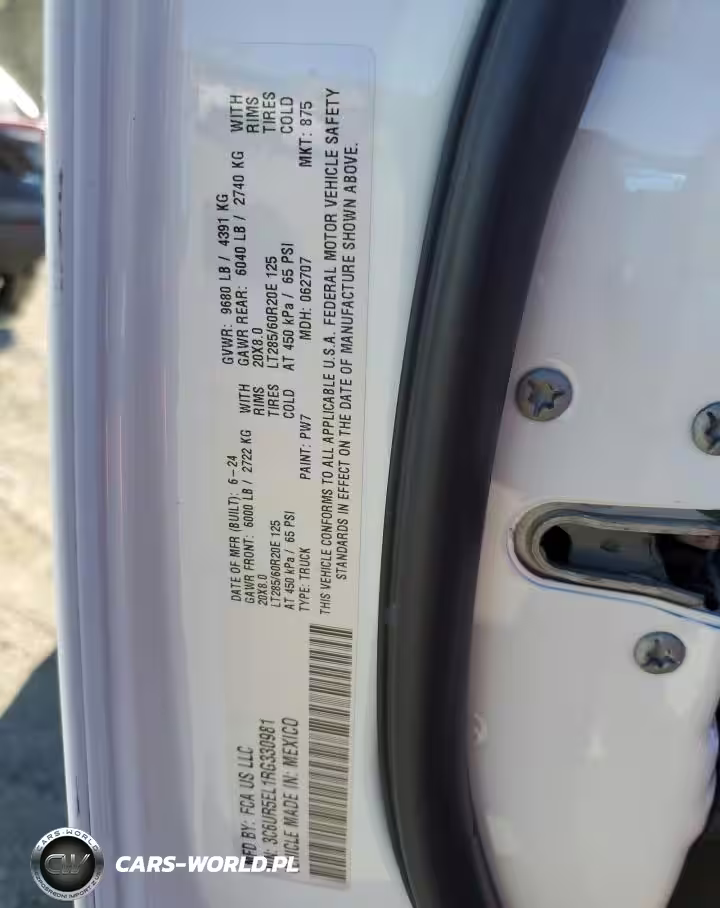 MFD BY: FCA US LLC
3C6UR5EL1RG330981
VEHICLE MADE IN: MEXICO
DATE OF MFR (BUILT): 6-24
GAWR FRONT: 6000 LB / 2722 KG WITH
20X8.0 RIMS
LT285/60R20E 125 TIRES
AT 450 kPa / 65 PSI COLD
TYPE: TRUCK PAINT: PW7
GVWR: 9680 LB / 4391 KG
GAWR REAR: 6040 LB / 2740 KG WITH
20X8.0 RIMS
LT285/60R20E 125 TIRES
AT 450 kPa / 65 PSI COLD
MDH: 062707 MKT: 875
THIS VEHICLE CONFORMS TO ALL APPLICABLE U.S.A. FEDERAL MOTOR VEHICLE SAFETY
STANDARDS IN EFFECT ON THE DATE OF MANUFACTURE SHOWN ABOVE.
CARS-WORLD.PL
CW